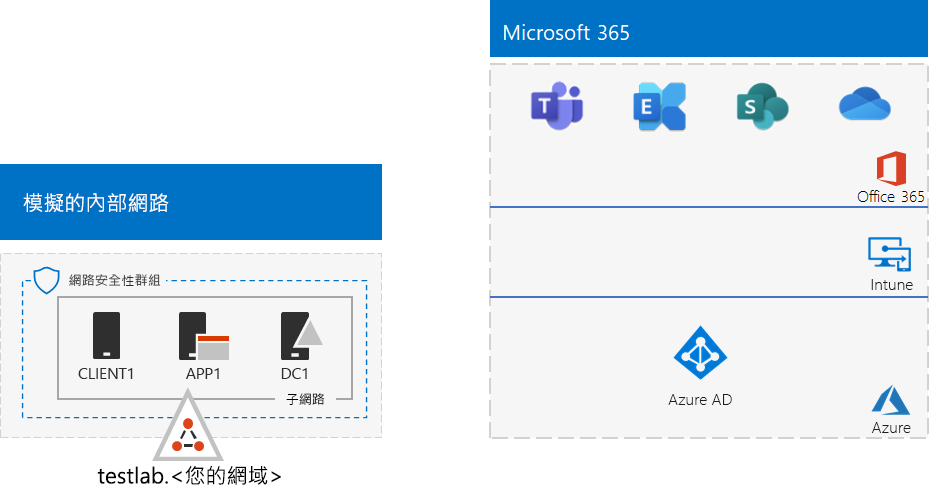 Microsoft 365
T
E
S
Office 365
Intune
Azure AD
Azure
模擬的內部網路
網路安全性群組
CLIENT1
APP1
DC1
子網路
testlab.<您的網域>